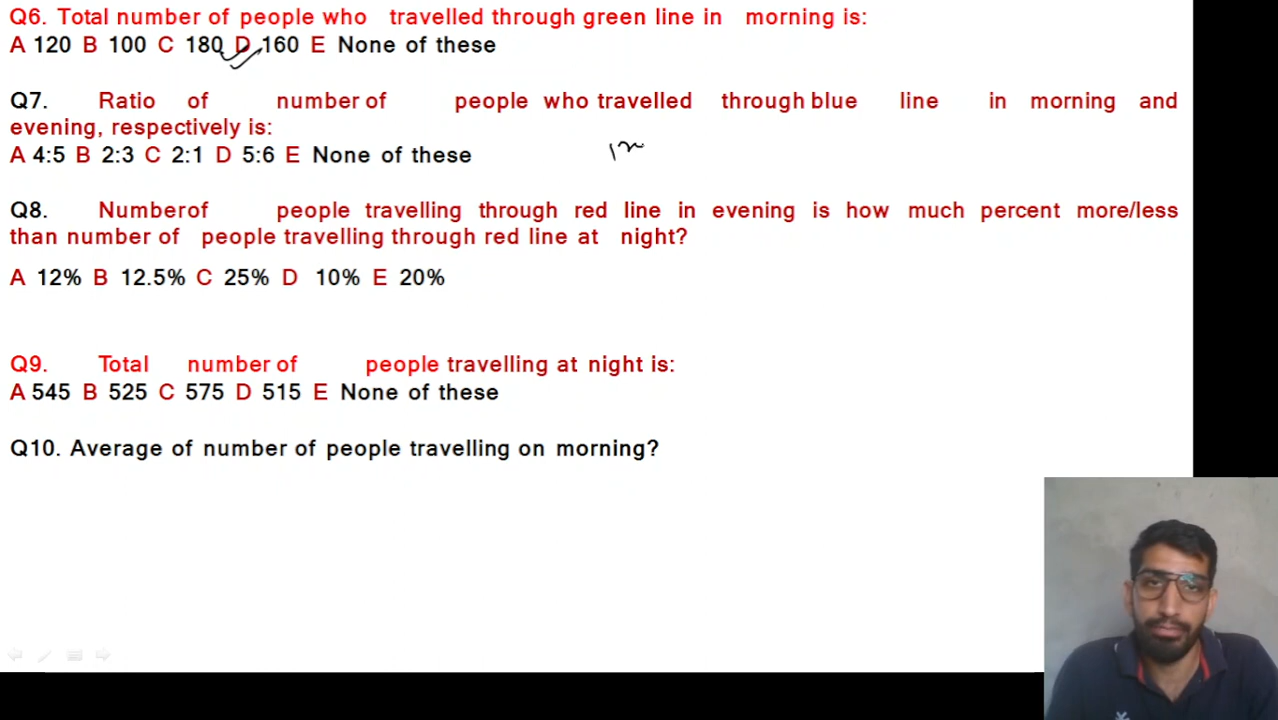 Q6. Total number of people who travelled through green line in morning is:
A 120 B 100 C 180 D 160 E None of these
Q7. Ratio of number of people who travelled through blue line in morning and
evening, respectively is:
A 4:5 B 2:3 C 2:1 D 5:6 E None of these
Q8. Numberof people travelling through red line in evening is how much percent more/less
than number of people travelling through red line at night?
A 12% B 12.5% C 25% D 10% E 20%
Q9. Total number of people travelling at night is:
A 545 B 525 C 575 D 515 E None of these
Q10. Average of number of people travelling on morning?